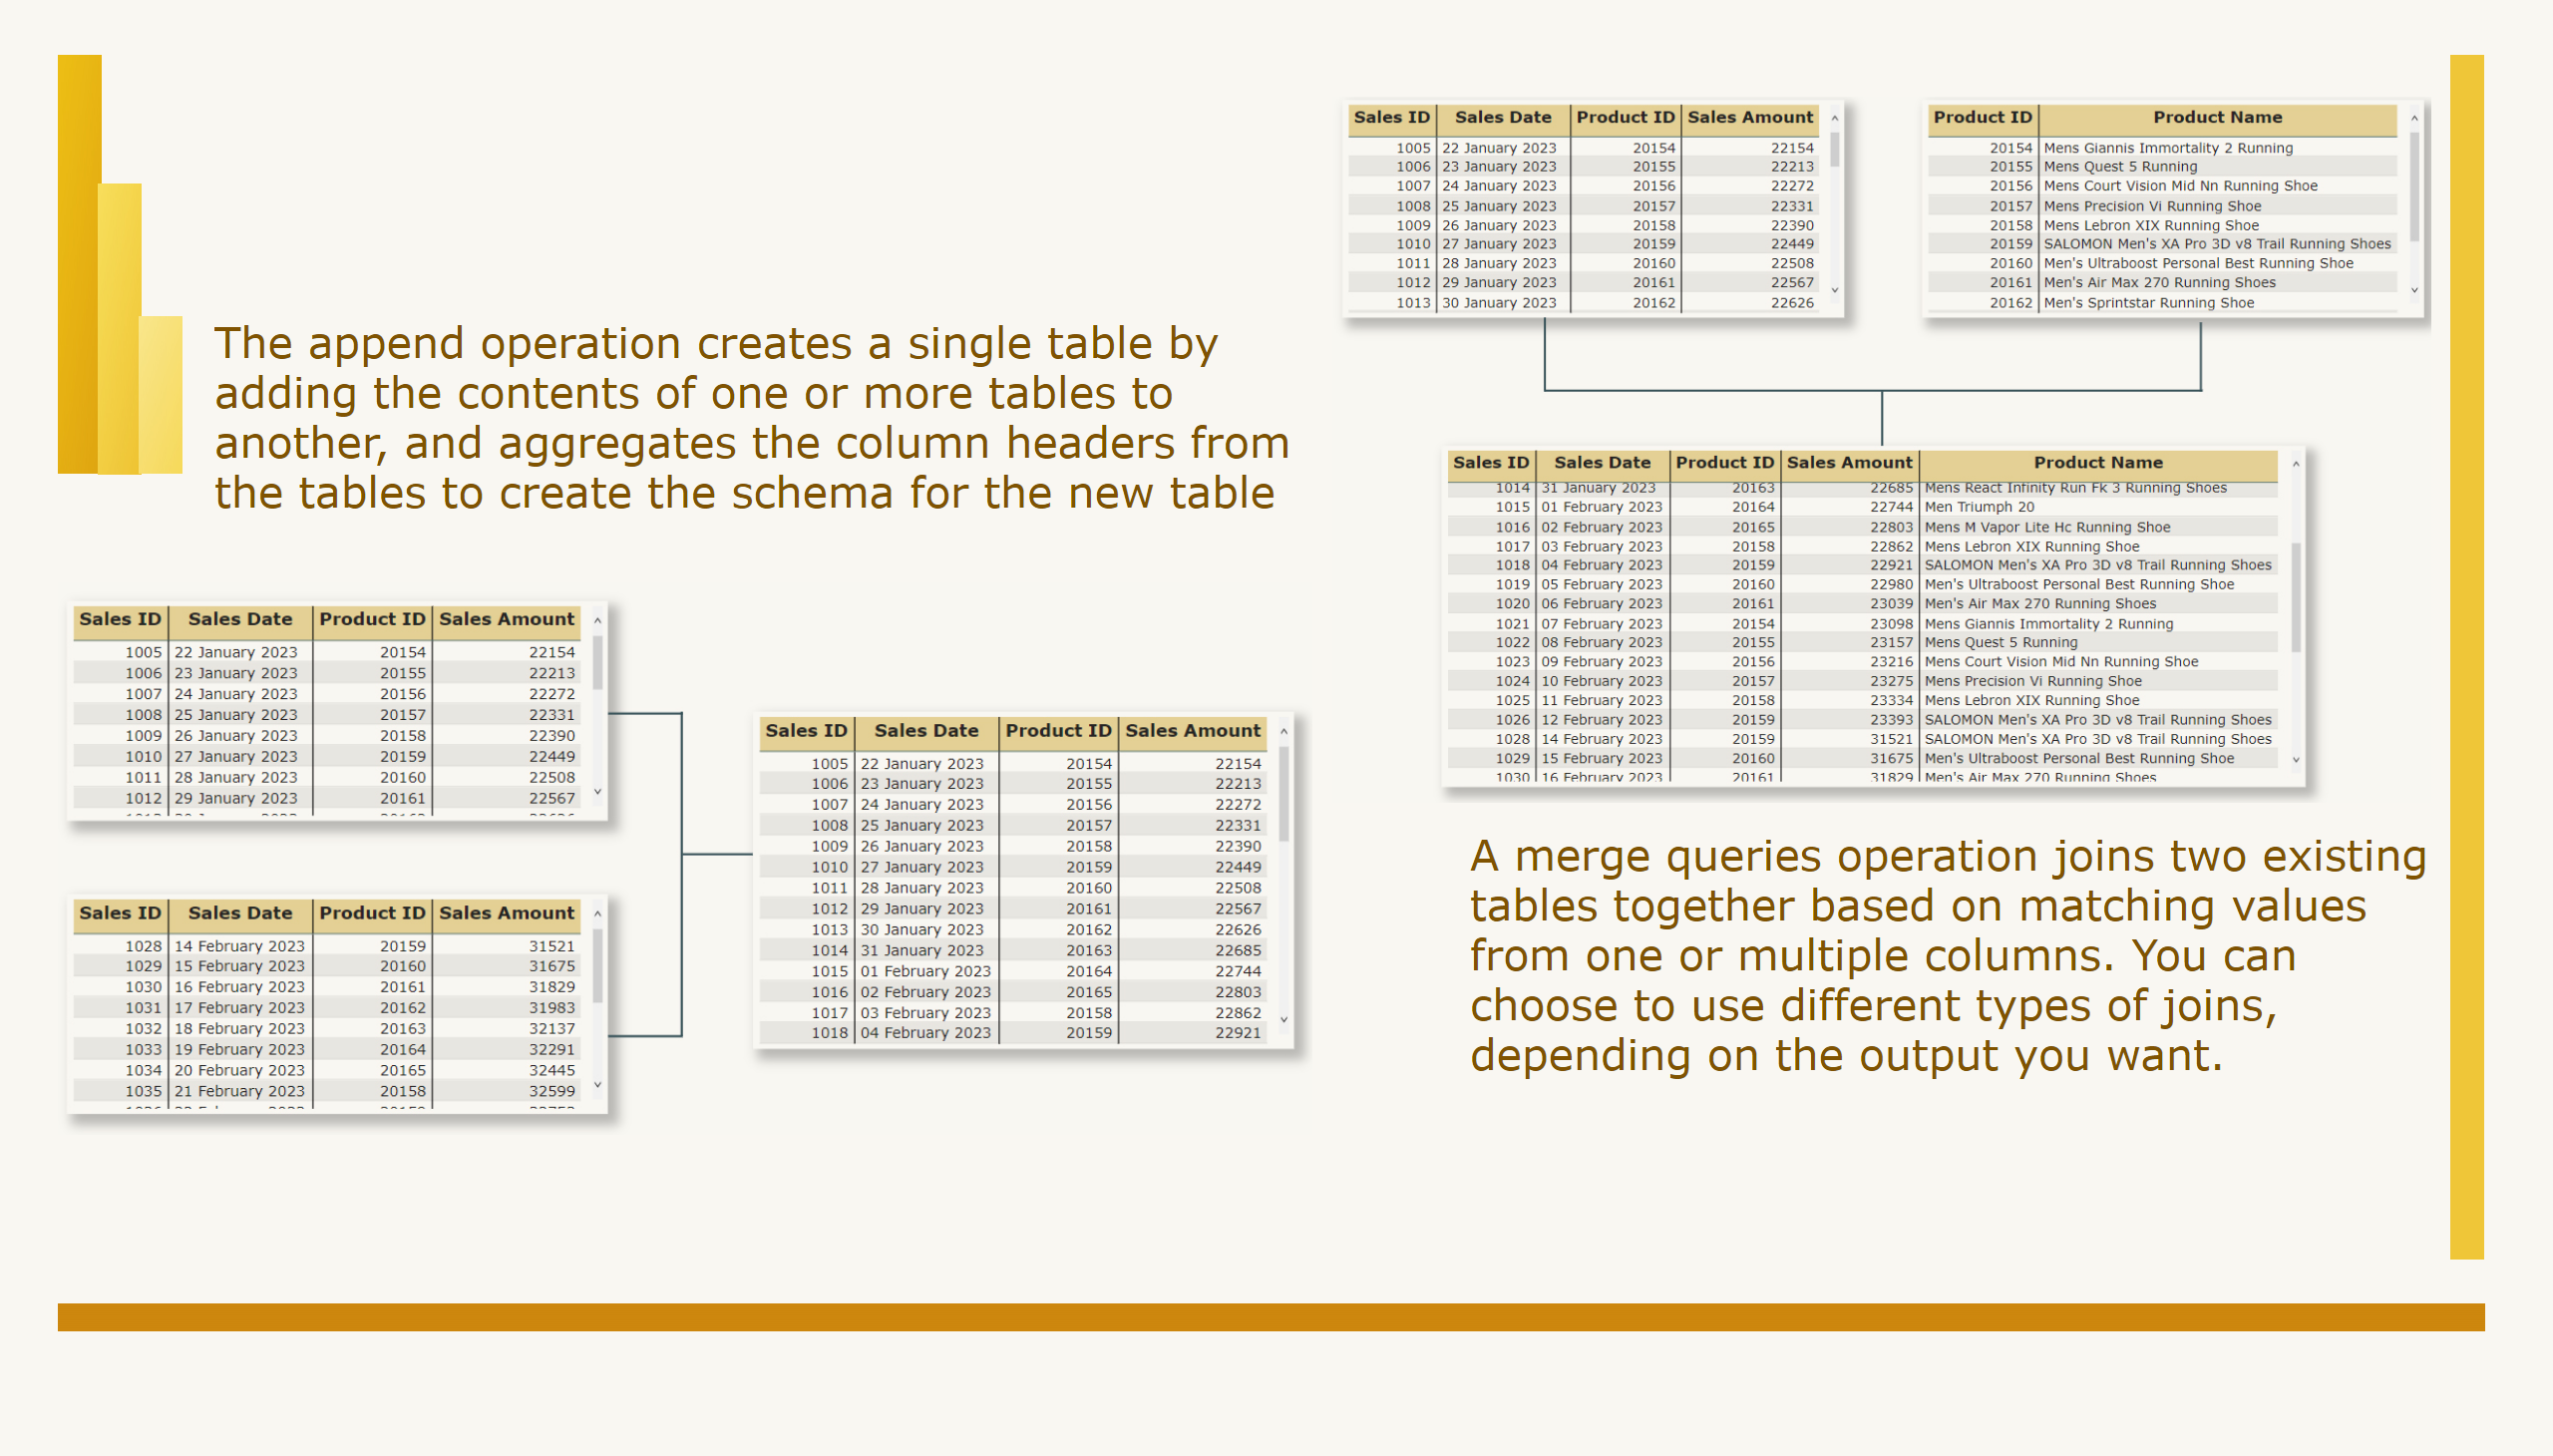 The append operation creates a single table by
adding the contents of one or more tables to
another, and aggregates the column headers from
the tables to create the schema for the new table
Sales ID Sales Date Product ID Sales Amount
1005 22 January 2023 20154 22154
1006 23 January 2023 20155 22213
1007 24 January 2023 20156 22272
1008 25 January 2023 20157 22331
1009 26 January 2023 20158 22390
1010 27 January 2023 20159 22449
1011 28 January 2023 20160 22508
1012 29 January 2023 20161 22567
Sales ID Sales Date Product ID Sales Amount
1028 14 February 2023 20159 31521
1029 15 February 2023 20160 31675
1030 16 February 2023 20161 31829
1031 17 February 2023 20162 31983
1032 18 February 2023 20163 32137
1033 19 February 2023 20164 32291
1034 20 February 2023 20165 32445
1035 21 February 2023 20158 32599
Sales ID Sales Date Product ID Sales Amount
1005 22 January 2023 20154 22154
1006 23 January 2023 20155 22213
1007 24 January 2023 20156 22272
1008 25 January 2023 20157 22331
1009 26 January 2023 20158 22390
1010 27 January 2023 20159 22449
1011 28 January 2023 20160 22508
1012 29 January 2023 20161 22567
1013 30 January 2023 20162 22626
1014 31 January 2023 20163 22685
1015 01 February 2023 20164 22744
1016 02 February 2023 20165 22803
1017 03 February 2023 20158 22862
1018 04 February 2023 20159 22921
Sales ID Sales Date Product ID Sales Amount
1005 22 January 2023 20154 22154
1006 23 January 2023 20155 22213
1007 24 January 2023 20156 22272
1008 25 January 2023 20157 22331
1009 26 January 2023 20158 22390
1010 27 January 2023 20159 22449
1011 28 January 2023 20160 22508
1012 29 January 2023 20161 22567
1013 30 January 2023 20162 22626
Product ID Product Name
20154 Mens Giannis Immortality 2 Running
20155 Mens Quest 5 Running
20156 Mens Court Vision Mid Nn Running Shoe
20157 Mens Precision Vi Running Shoe
20158 Mens Lebron XIX Running Shoe
20159 SALOMON Men's XA Pro 3D v8 Trail Running Shoes
20160 Men's Ultraboost Personal Best Running Shoe
20161 Men's Air Max 270 Running Shoes
20162 Men's Sprintstar Running Shoe
Sales ID Sales Date Product ID Sales Amount Product Name
1014 31 January 2023 20163 22685 Mens React Infinity Run Fk 3 Running Shoes
1015 01 February 2023 20164 22744 Men Triumph 20
1016 02 February 2023 20165 22803 Mens M Vapor Lite Hc Running Shoe
1017 03 February 2023 20158 22862 Mens Lebron XIX Running Shoe
1018 04 February 2023 20159 22921 SALOMON Men's XA Pro 3D v8 Trail Running Shoes
1019 05 February 2023 20160 22980 Men's Ultraboost Personal Best Running Shoe
1020 06 February 2023 20161 23039 Men's Air Max 270 Running Shoes
1021 07 February 2023 20154 23098 Mens Giannis Immortality 2 Running
1022 08 February 2023 20155 23157 Mens Quest 5 Running
1023 09 February 2023 20156 23216 Mens Court Vision Mid Nn Running Shoe
1024 10 February 2023 20157 23275 Mens Precision Vi Running Shoe
1025 11 February 2023 20158 23334 Mens Lebron XIX Running Shoe
1026 12 February 2023 20159 23393 SALOMON Men's XA Pro 3D v8 Trail Running Shoes
1028 14 February 2023 20159 31521 SALOMON Men's XA Pro 3D v8 Trail Running Shoes
1029 15 February 2023 20160 31675 Men's Ultraboost Personal Best Running Shoe
1030 16 February 2023 20161 31829 Men's Air Max 270 Running Shoes
A merge queries operation joins two existing
tables together based on matching values
from one or multiple columns. You can
choose to use different types of joins,
depending on the output you want.